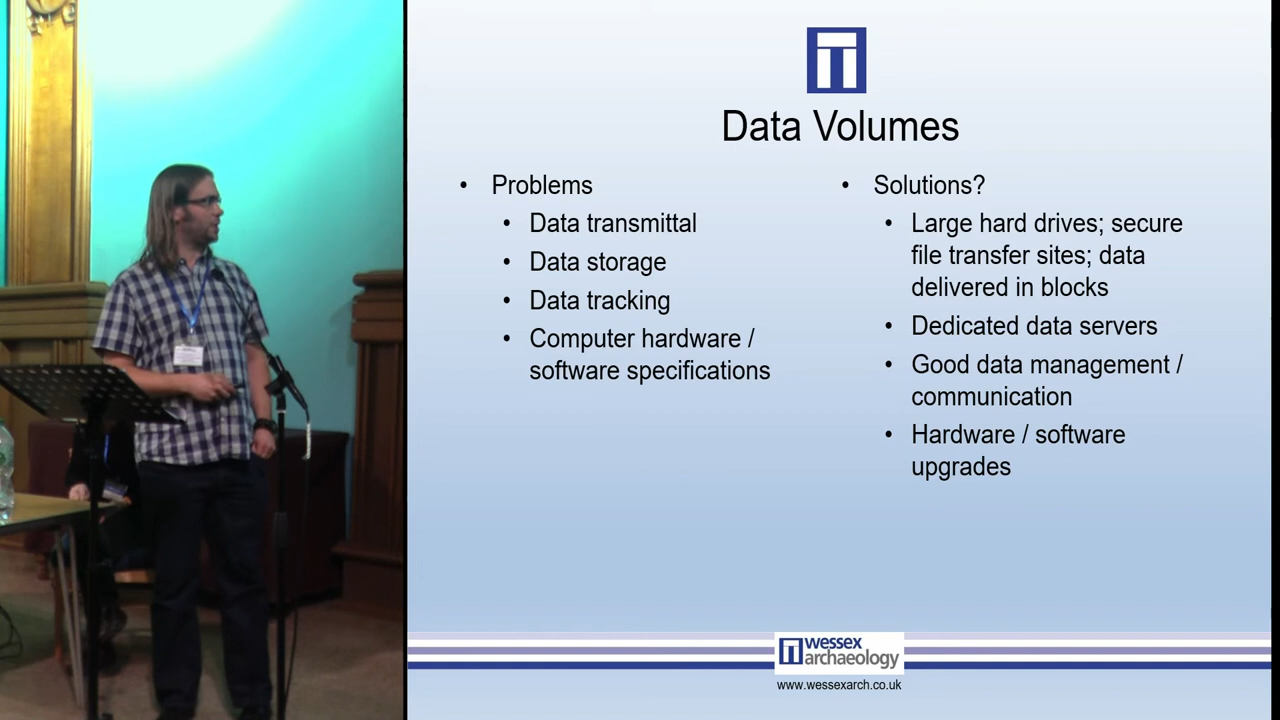 Data Volumes
• Problems
• Data transmittal
• Data storage
• Data tracking
• Computer hardware /
software specifications
• Solutions?
• Large hard drives; secure
file transfer sites; data
delivered in blocks
• Dedicated data servers
• Good data management /
communication
• Hardware / software
upgrades
wessex
archaeology
www.wessexarch.co.uk